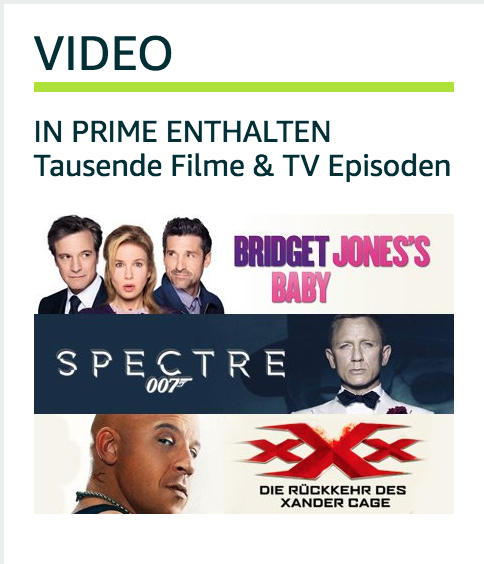 VIDEO
IN PRIME ENTHALTEN
Tausende Filme & TV Episoden
BRIDGET JONES'S
BABY
SPECTRE
007
xXx
DIE RÜCKKEHR DES
XANDER CAGE